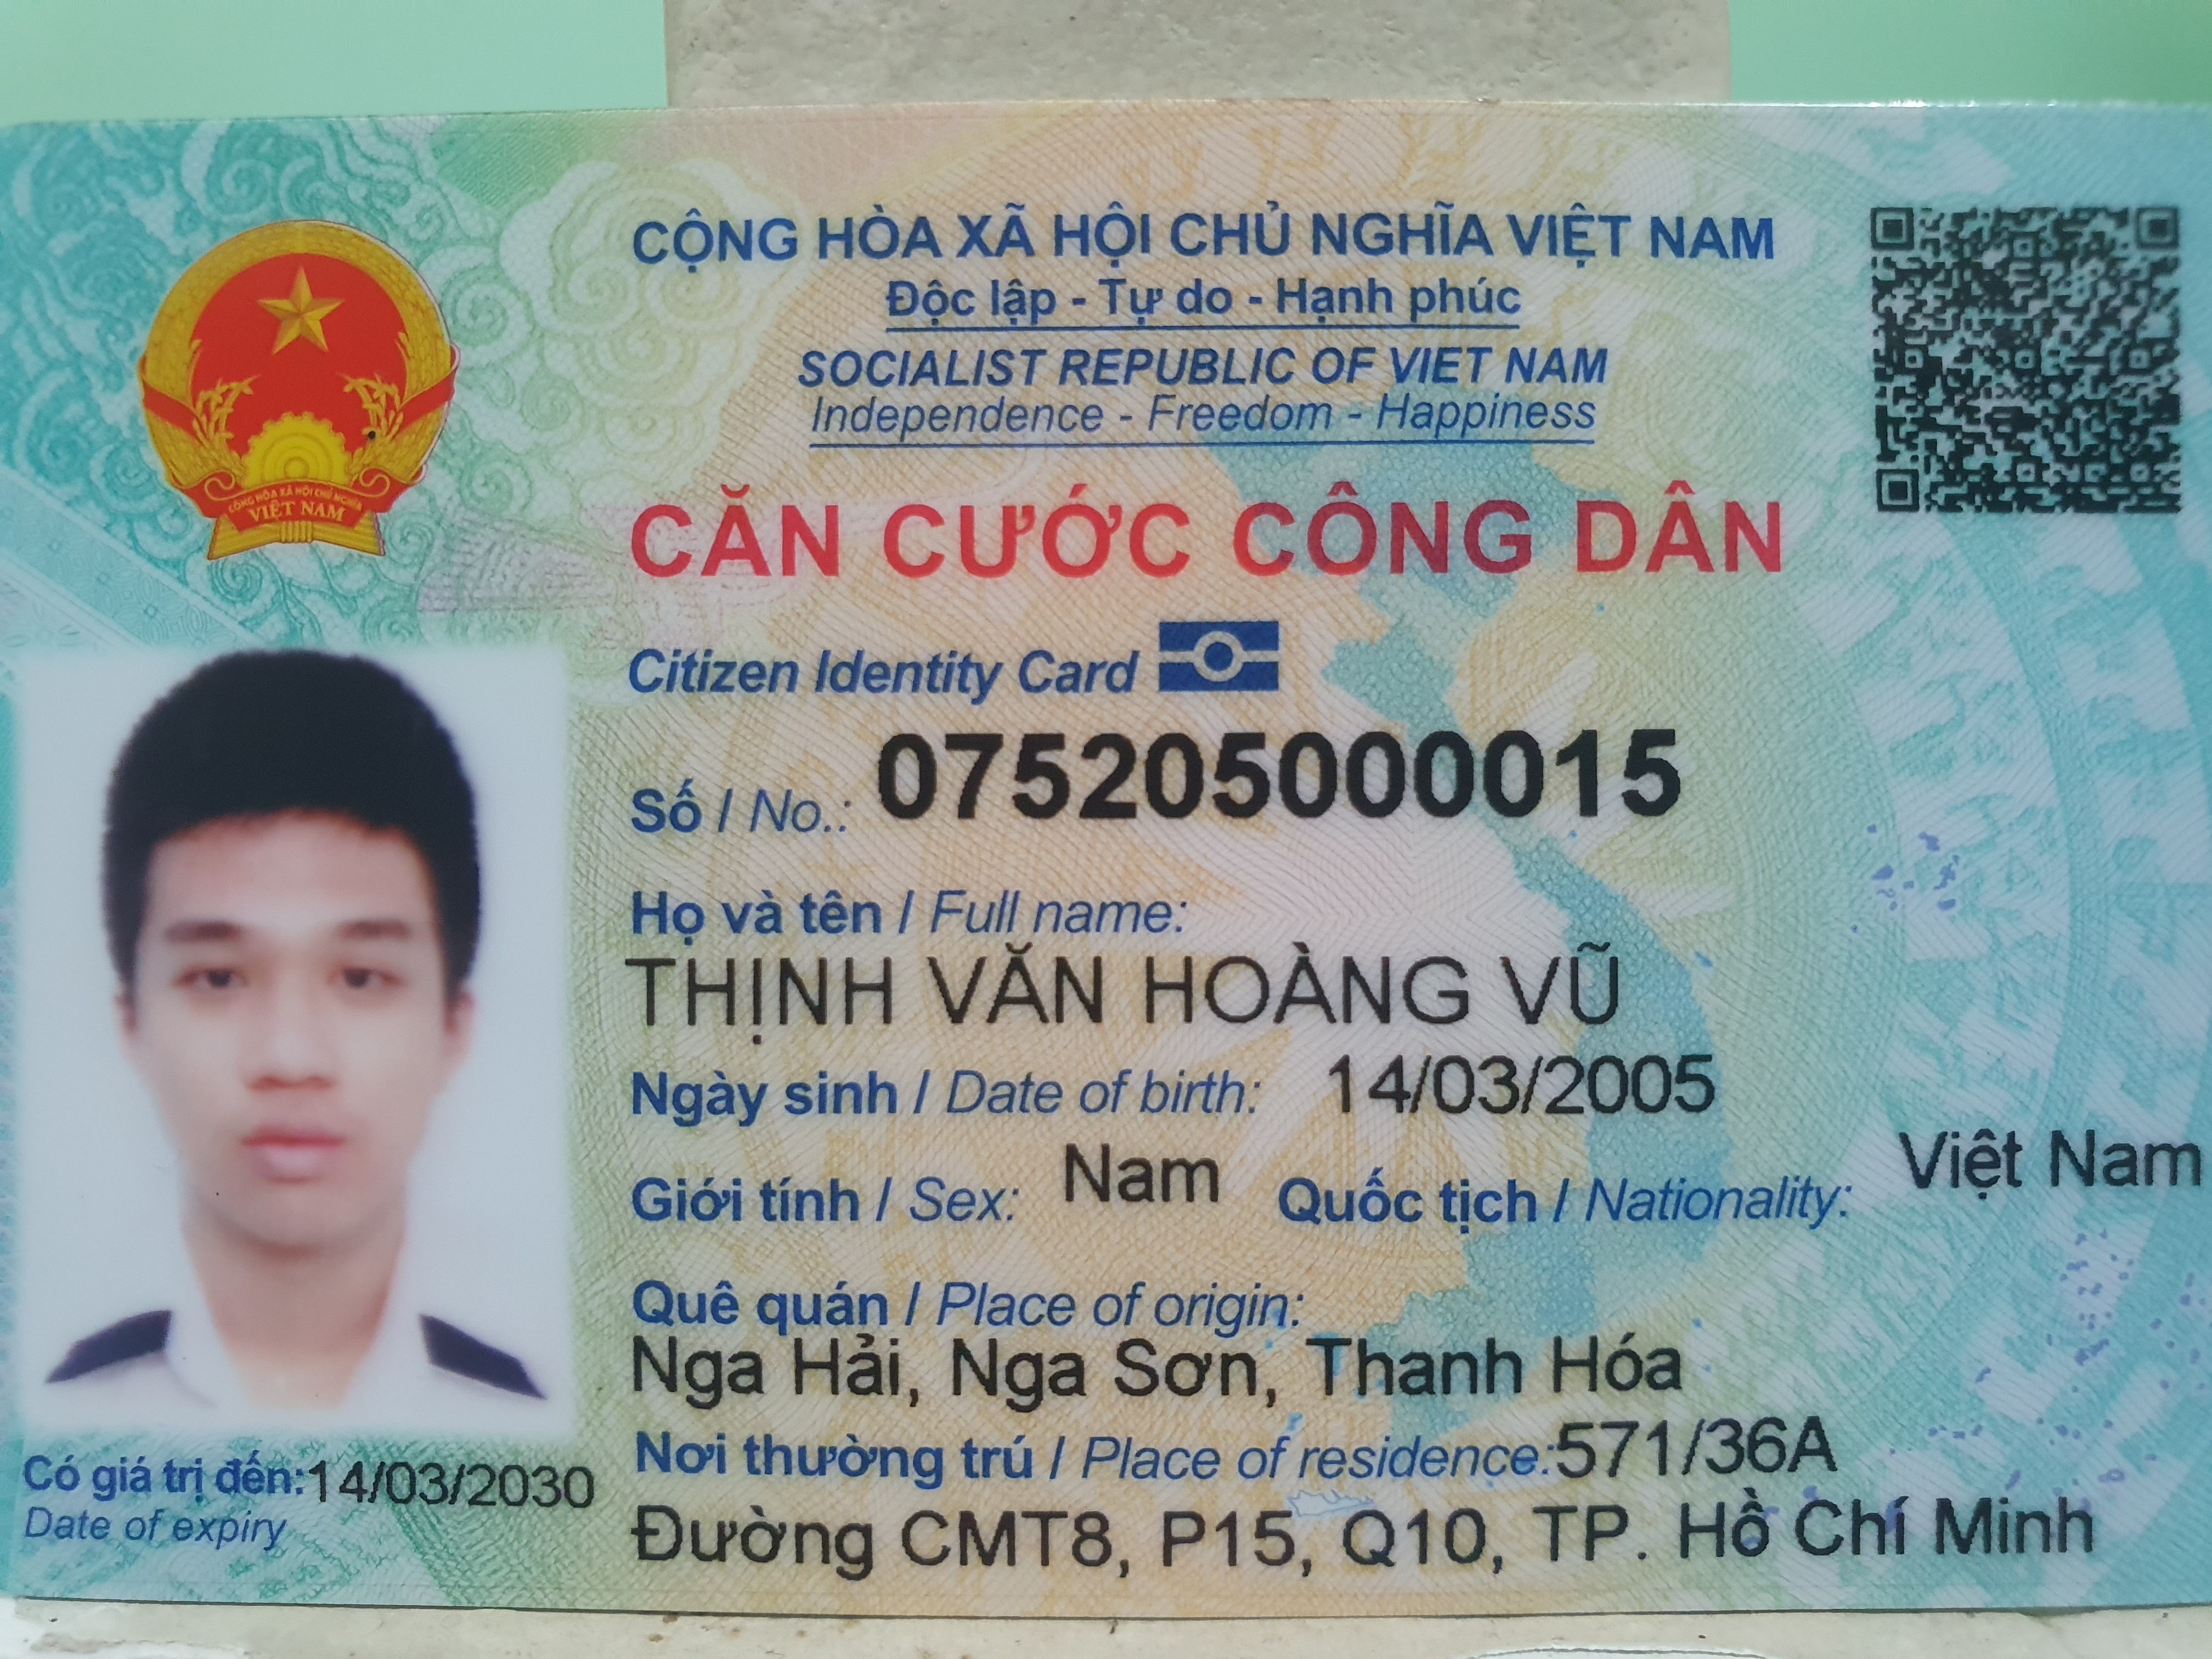 CỘNG HÒA XÃ HỘI CHỦ NGHĨA VIỆT NAM
Độc lập - Tự do - Hạnh phúc
SOCIALIST REPUBLIC OF VIET NAM
Independence - Freedom - Happiness
CỘNG HÒA XÃ HỘI CHỦ NGHĨA
VIỆT NAM
CĂN CƯỚC CÔNG DÂN
Citizen Identity Card
Số / No.: 075205000015
Họ và tên / Full name:
THỊNH VĂN HOÀNG VŨ
Ngày sinh / Date of birth: 14/03/2005
Giới tính / Sex: Nam Quốc tịch / Nationality: Việt Nam
Quê quán / Place of origin:
Nga Hải, Nga Sơn, Thanh Hóa
Nơi thường trú / Place of residence: 571/36A
Đường CMT8, P15, Q10, TP. Hồ Chí Minh
Có giá trị đến: 14/03/2030
Date of expiry